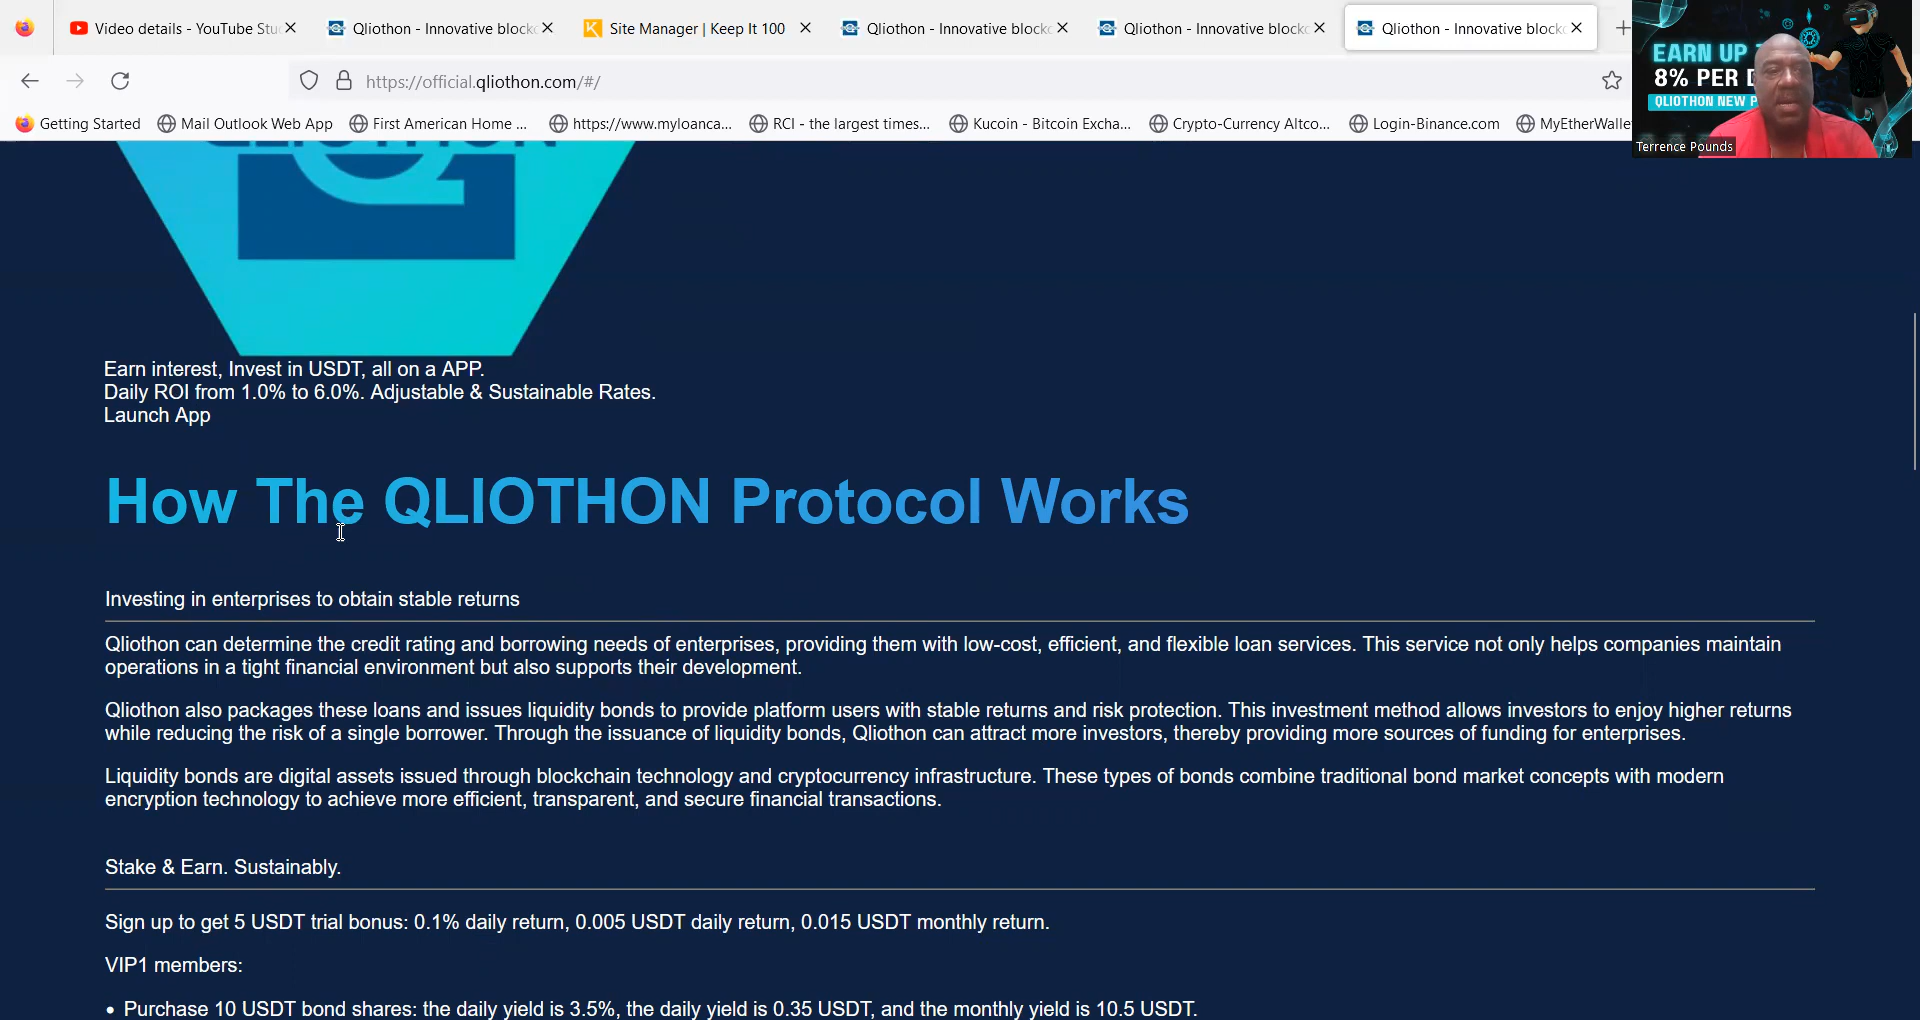 Video details - YouTube Stu
Qliothon - Innovative blockc
Site Manager | Keep It 100
Qliothon - Innovative blockc
Qliothon - Innovative blockc
Qliothon - Innovative blockc
https://official.qliothon.com/#/
Getting Started
Mail Outlook Web App
First American Home ...
https://www.myloanca...
RCI - the largest times...
Kucoin - Bitcoin Excha...
Crypto-Currency Altco...
Login-Binance.com
MyEtherWalle
EARN UP
8% PER D
QLIOTHON NEW P
Terrence Pounds
Earn interest, Invest in USDT, all on a APP.
Daily ROI from 1.0% to 6.0%. Adjustable & Sustainable Rates.
Launch App
How The QLIOTHON Protocol Works
Investing in enterprises to obtain stable returns
Qliothon can determine the credit rating and borrowing needs of enterprises, providing them with low-cost, efficient, and flexible loan services. This service not only helps companies maintain
operations in a tight financial environment but also supports their development.
Qliothon also packages these loans and issues liquidity bonds to provide platform users with stable returns and risk protection. This investment method allows investors to enjoy higher returns
while reducing the risk of a single borrower. Through the issuance of liquidity bonds, Qliothon can attract more investors, thereby providing more sources of funding for enterprises.
Liquidity bonds are digital assets issued through blockchain technology and cryptocurrency infrastructure. These types of bonds combine traditional bond market concepts with modern
encryption technology to achieve more efficient, transparent, and secure financial transactions.
Stake & Earn. Sustainably.
Sign up to get 5 USDT trial bonus: 0.1% daily return, 0.005 USDT daily return, 0.015 USDT monthly return.
VIP1 members:
• Purchase 10 USDT bond shares: the daily yield is 3.5%, the daily yield is 0.35 USDT, and the monthly yield is 10.5 USDT.